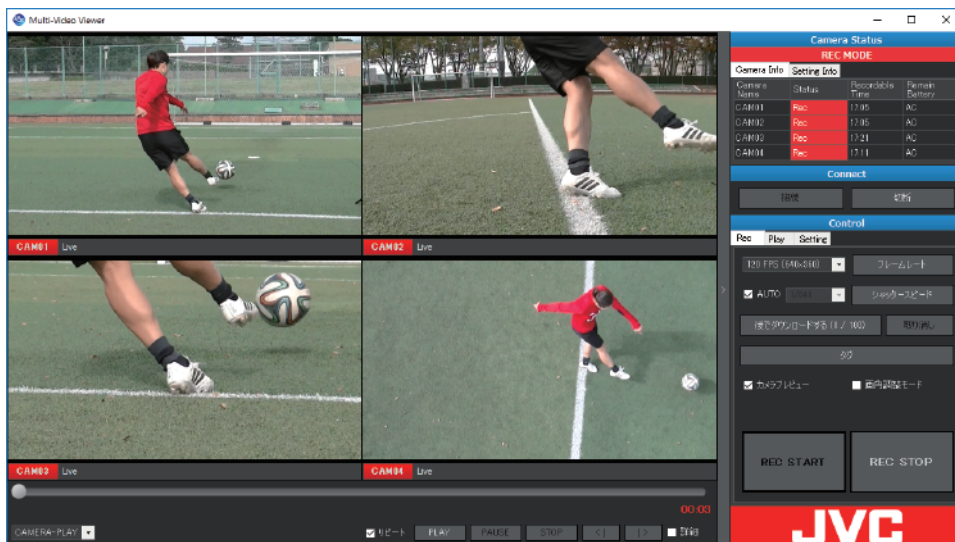 Multi-Video Viewer
Camera Status
REC MODE
Camera Info Setting Info
Camera Name Status Recordable Time Remain Battery
CAM01 Rec 17:05 AC
CAM02 Rec 17:05 AC
CAM03 Rec 17:21 AC
CAM04 Rec 17:11 AC
Connect
接続 切断
Control
Rec Play Setting
120 FPS (640x360) フレームレート
AUTO シャッタースピード
後でダウンロードする (1 / 100) 取り消し
タグ
カメラプレビュー 画角調整モード
REC START REC STOP
JVC
CAM01 Live
CAM02 Live
CAM03 Live
CAM04 Live
00:03
CAMERA-PLAY リピート PLAY PAUSE STOP <| |> 詳細